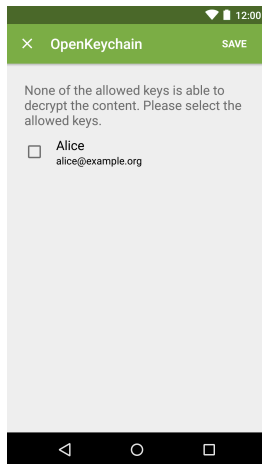 12:00
OpenKeychain SAVE
None of the allowed keys is able to
decrypt the content. Please select the
allowed keys.
Alice
alice@example.org